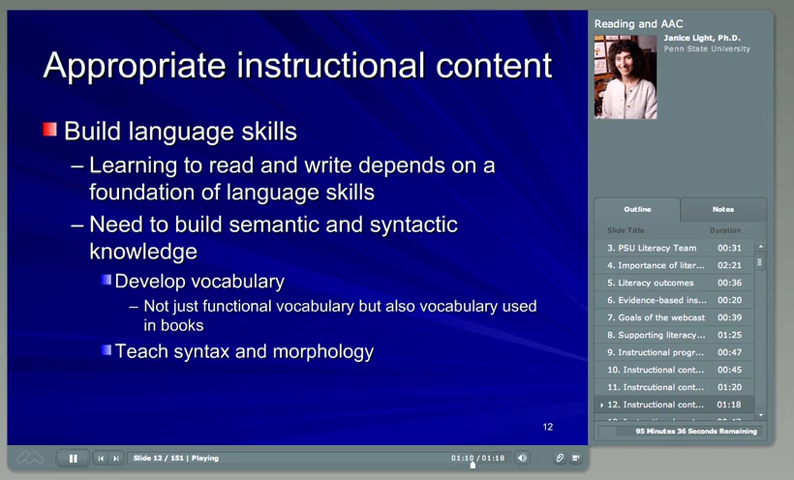 Appropriate instructional content
Build language skills
– Learning to read and write depends on a
foundation of language skills
– Need to build semantic and syntactic
knowledge
Develop vocabulary
– Not just functional vocabulary but also vocabulary used
in books
Teach syntax and morphology
12
Slide 12 / 151 | Playing
01:10 / 01:18
Reading and AAC
Janice Light, Ph.D.
Penn State University
Outline
Notes
Slide Title Duration
3. PSU Literacy Team 00:31
4. Importance of liter... 02:21
5. Literacy outcomes 00:36
6. Evidence-based ins... 00:20
7. Goals of the webcast 00:39
8. Supporting literacy... 01:25
9. Instructional progr... 00:47
10. Instructional cont... 00:45
11. Instrcutional cont... 01:20
12. Instructional cont... 01:18
95 Minutes 36 Seconds Remaining